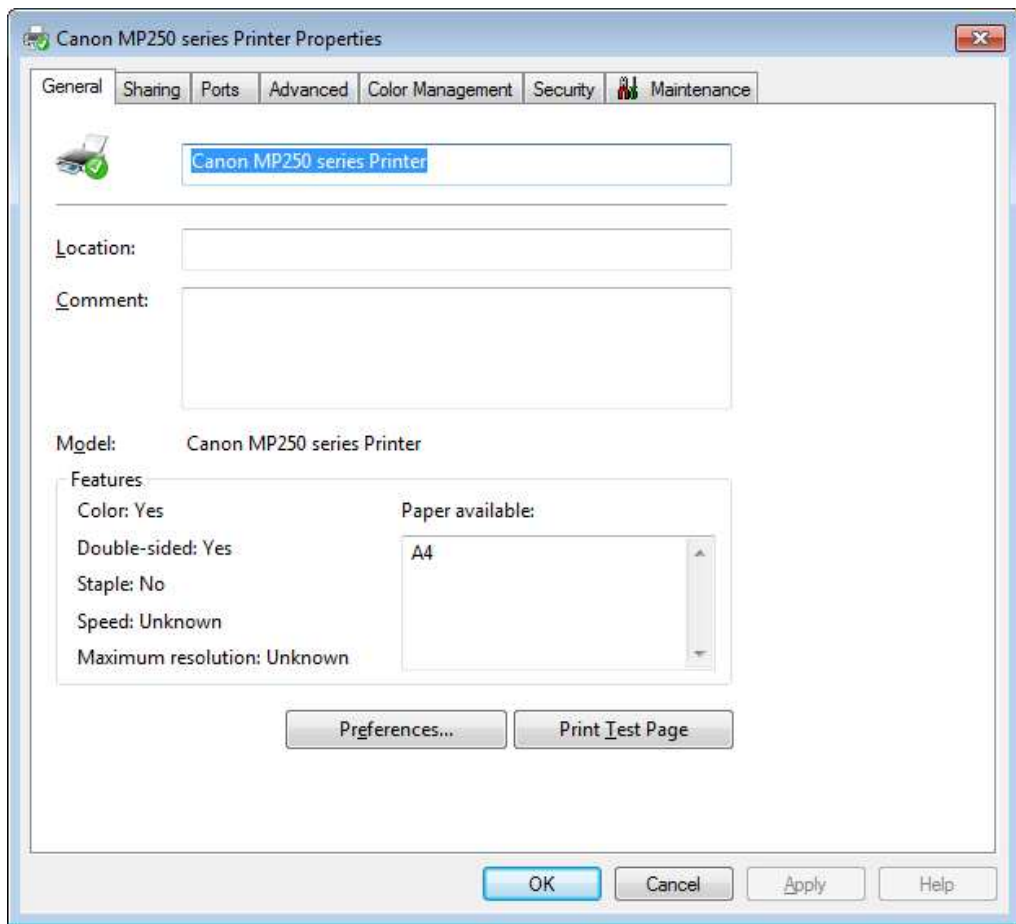 Canon MP250 series Printer Properties
General Sharing Ports Advanced Color Management Security Maintenance
Canon MP250 series Printer
Location:
Comment:
Model: Canon MP250 series Printer
Features
Color: Yes Paper available:
Double-sided: Yes A4
Staple: No
Speed: Unknown
Maximum resolution: Unknown
Preferences... Print Test Page
OK Cancel Apply Help